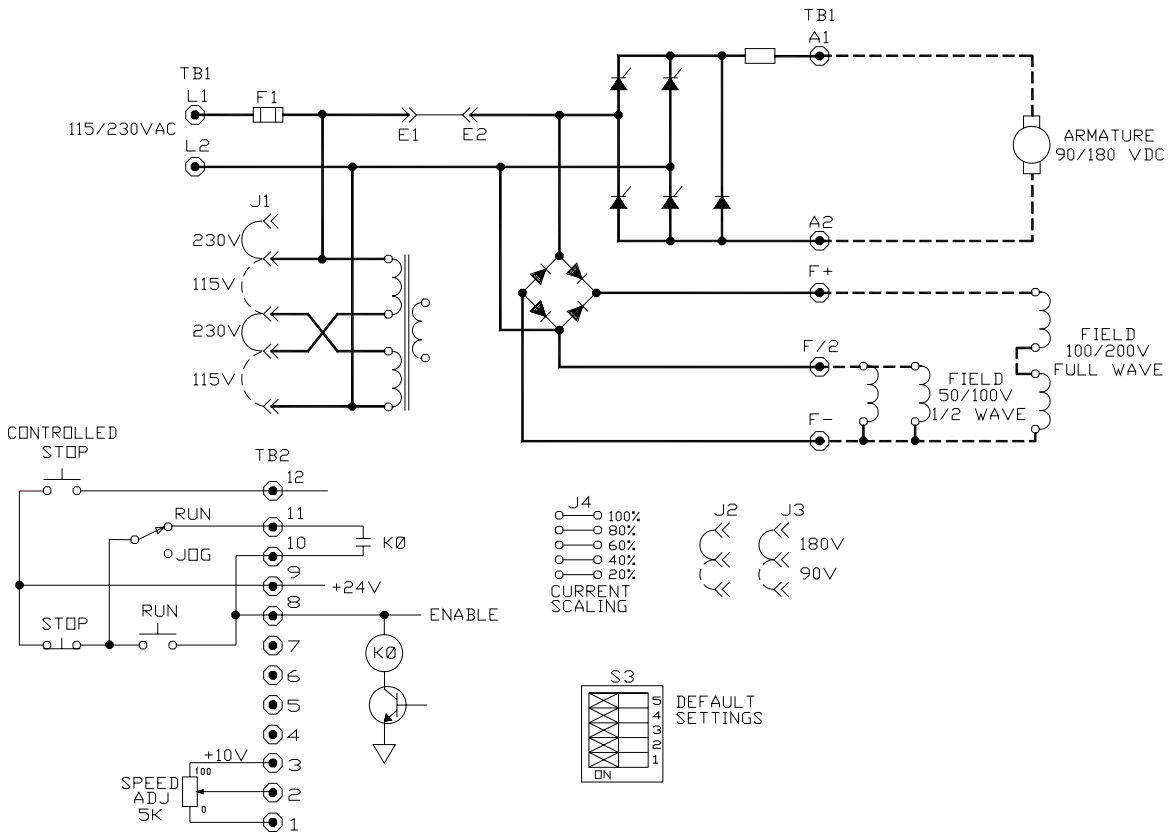 TB1
A1
TB1
L1
F1
115/230VAC
E1
E2
L2
ARMATURE
90/180 VDC
J1
230V
115V
230V
115V
A2
F+
F/2
FIELD
100/200V
FULL WAVE
FIELD
50/100V
1/2 WAVE
F-
CONTROLLED
STOP
TB2
12
RUN
11
JOG
10
KØ
9
+24V
8
ENABLE
STOP
RUN
7
KØ
6
5
4
+10V
3
100
SPEED
ADJ
5K
2
0
1
J4
100%
80%
60%
40%
20%
CURRENT
SCALING
J2
J3
180V
90V
S3
5
4
3
2
1
ON
DEFAULT
SETTINGS